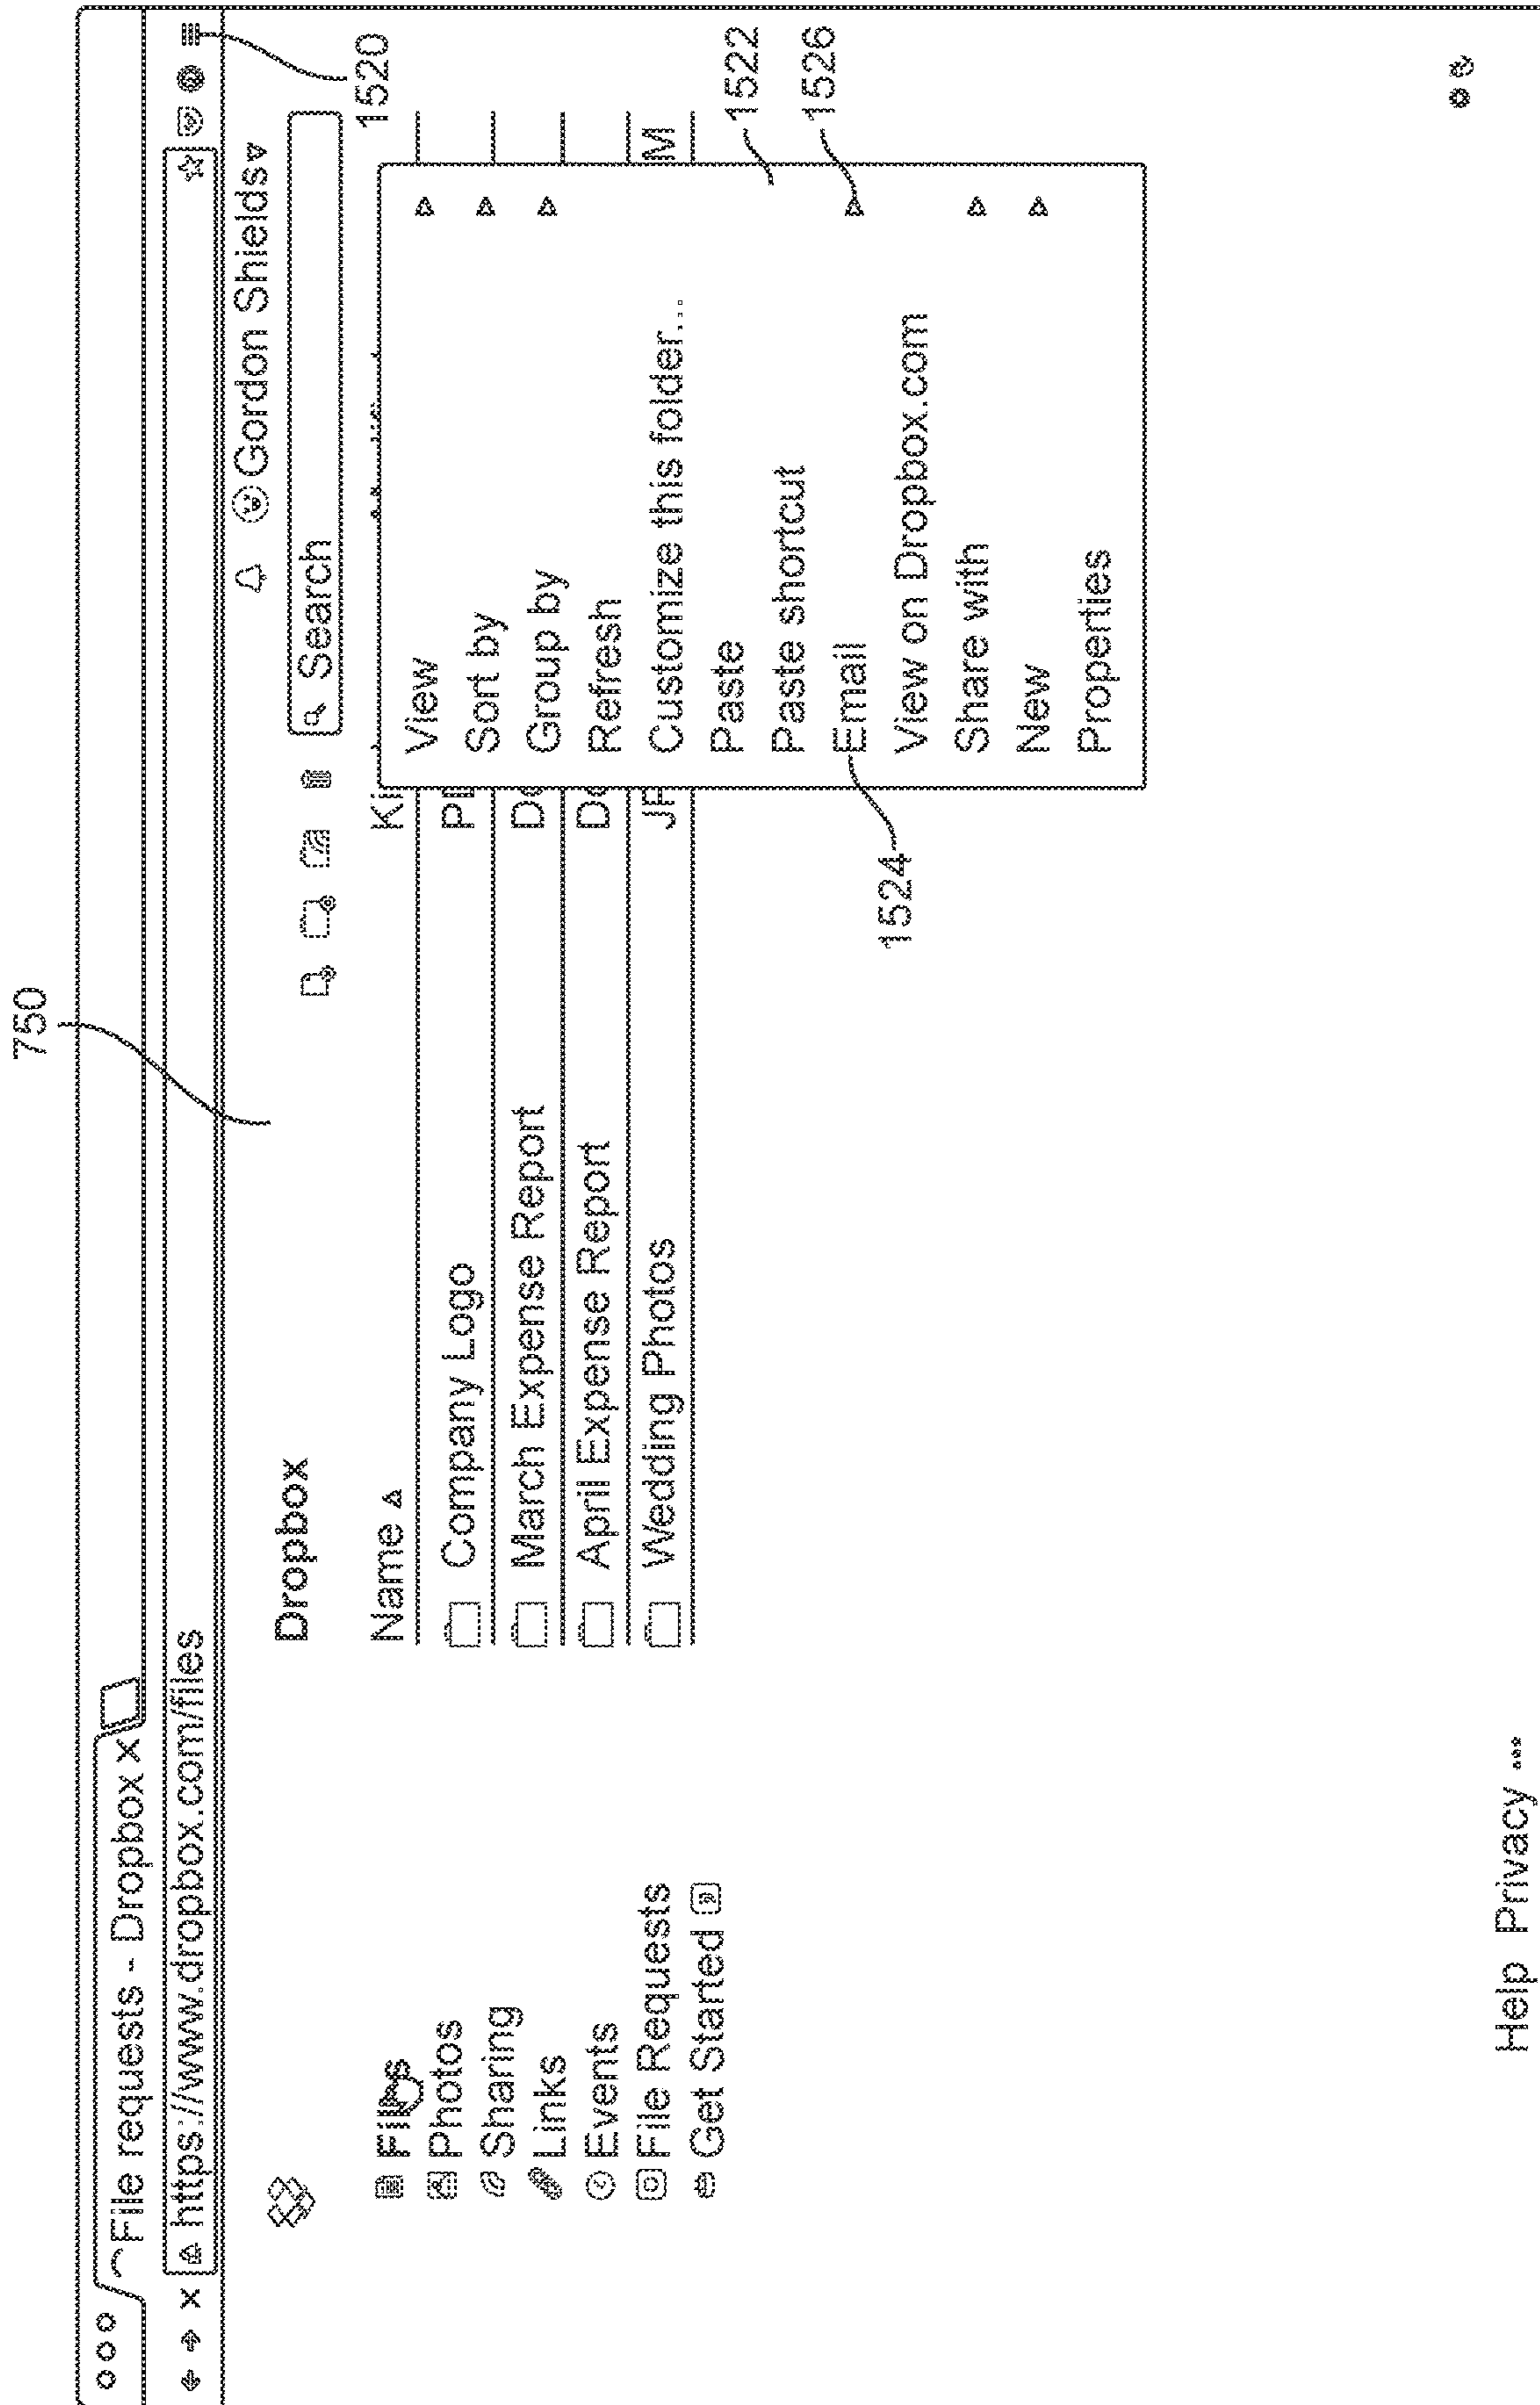 750
File requests - Dropbox x
https://www.dropbox.com/files
1520
Gordon Shields
Dropbox
Search
Files
Photos
Sharing
Links
Events
File Requests
Get Started
Name
Company Logo
March Expense Report
April Expense Report
Wedding Photos
Ki
D
D
M
View
Sort by
Group by
Refresh
Customize this folder...
Paste
Paste shortcut
Email
View on Dropbox.com
Share with
New
Properties
1522
1526
1524
Help Privacy ...